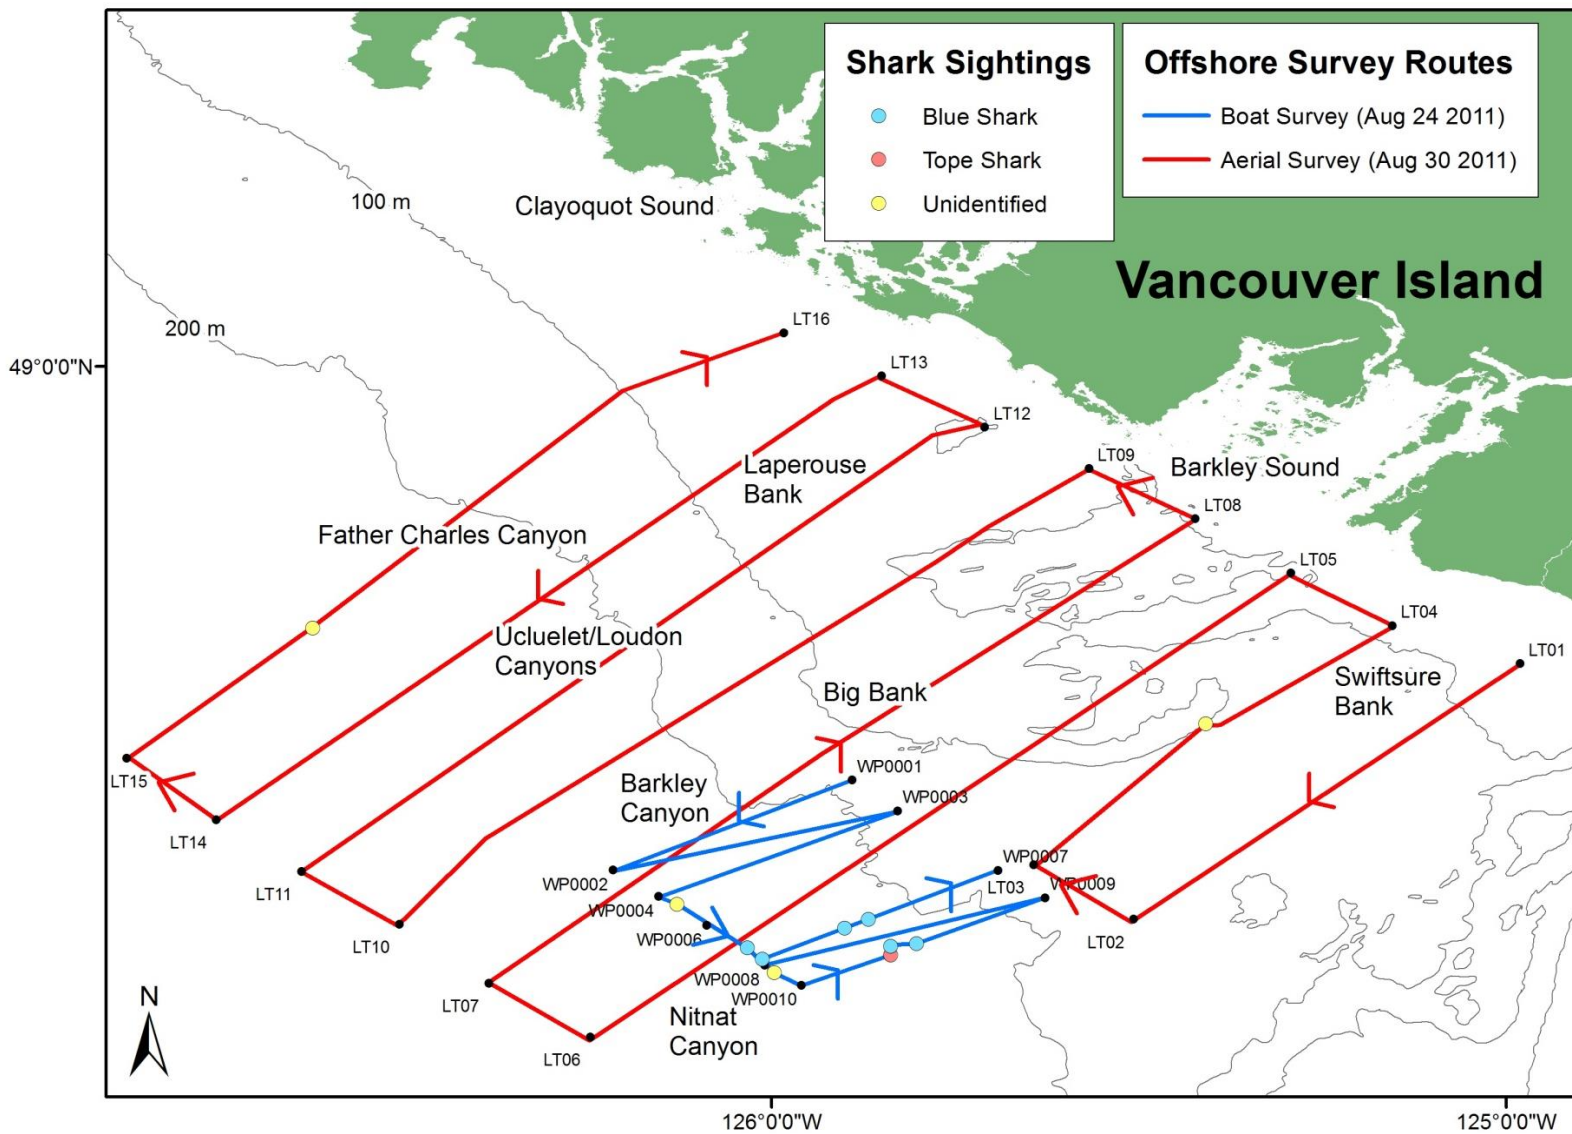 Shark Sightings
Blue Shark
Tope Shark
Unidentified
Offshore Survey Routes
Boat Survey (Aug 24 2011)
Aerial Survey (Aug 30 2011)
100 m
Clayoquot Sound
Vancouver Island
200 m
LT16
49°0'0"N
LT13
LT12
Laperouse
Bank
LT09
Barkley Sound
LT08
Father Charles Canyon
LT05
LT04
Ucluelet/Loudon
Canyons
LT01
Swiftsure
Bank
Big Bank
LT15
Barkley
Canyon
WP0001
WP0003
LT14
WP0007
LT11
WP0002
LT03
WP0009
WP0004
LT10
WP0006
LT02
WP0008
WP0010
LT07
N
Nitnat
Canyon
LT06
126°0'0"W
125°0'0"W